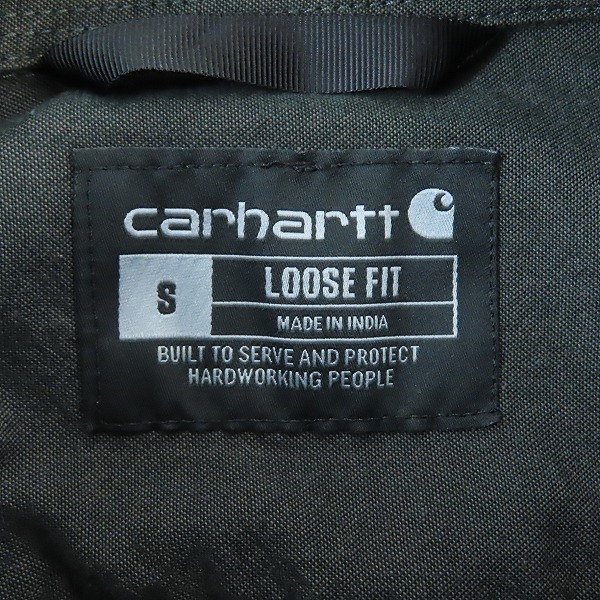 carhartt
S LOOSE FIT
MADE IN INDIA
BUILT TO SERVE AND PROTECT
HARDWORKING PEOPLE